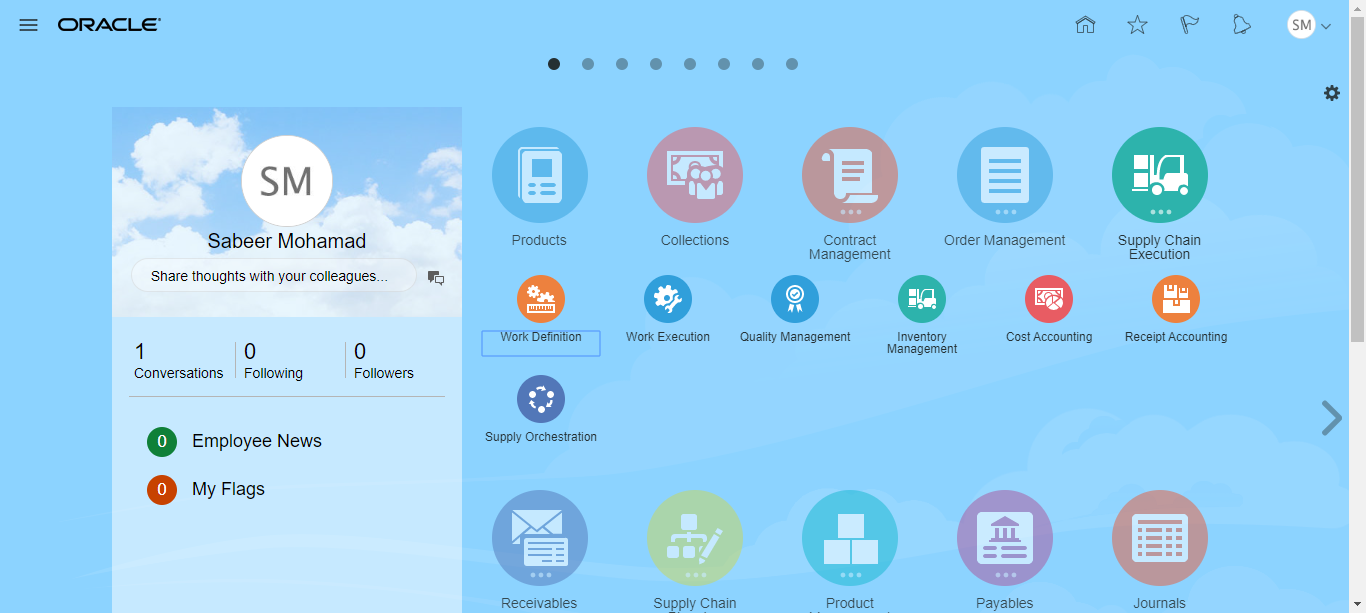 ORACLE
SM
SM
Sabeer Mohamad
Share thoughts with your colleagues...
1
Conversations
0
Following
0
Followers
0 Employee News
0 My Flags
Products
Collections
Contract
Management
Order Management
Supply Chain
Execution
Work Definition
Work Execution
Quality Management
Inventory
Management
Cost Accounting
Receipt Accounting
Supply Orchestration
Receivables
Supply Chain
Product
Payables
Journals